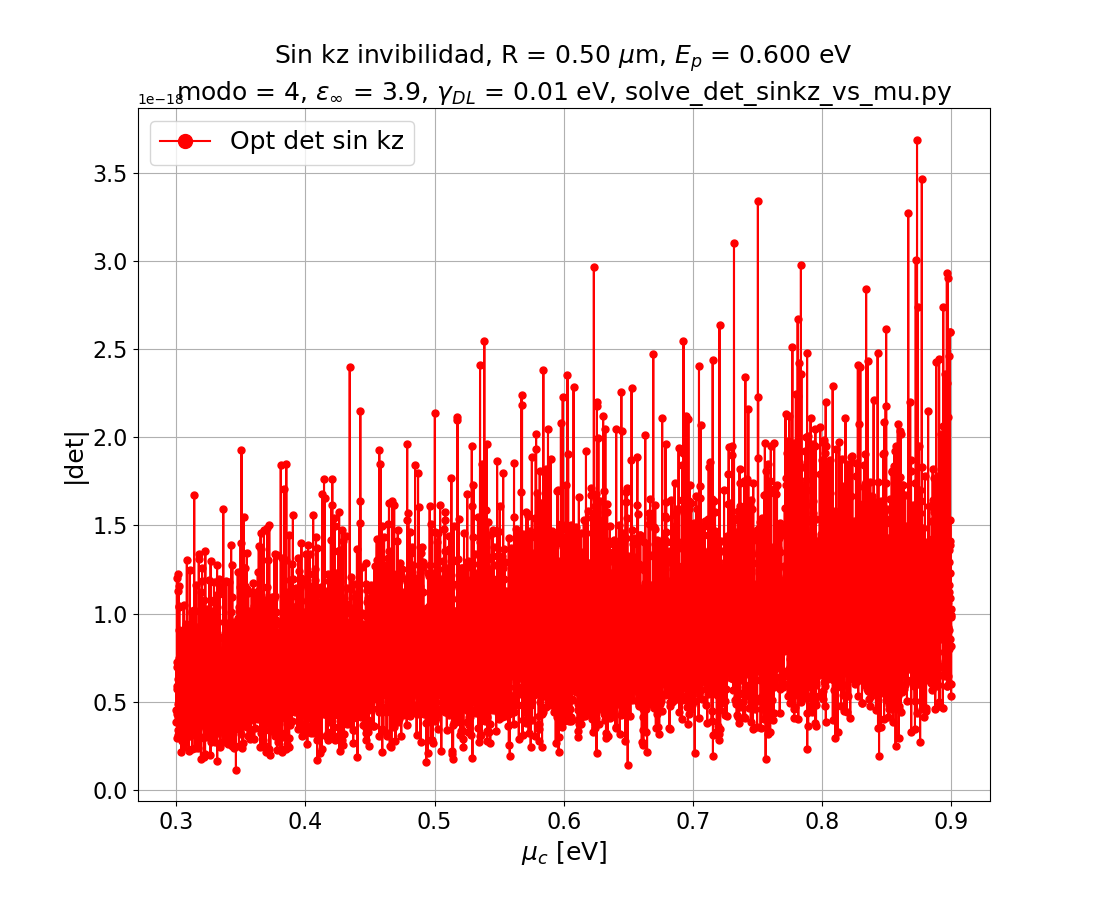 Sin kz invibilidad, R = 0.50 μm, E_p = 0.600 eV
modo = 4, ε_∞ = 3.9, γ_DL = 0.01 eV, solve_det_sinkz_vs_mu.py
1e−18
Opt det sin kz
3.5
3.0
2.5
2.0
1.5
1.0
0.5
0.0
|det|
0.3 0.4 0.5 0.6 0.7 0.8 0.9
μ_c [eV]